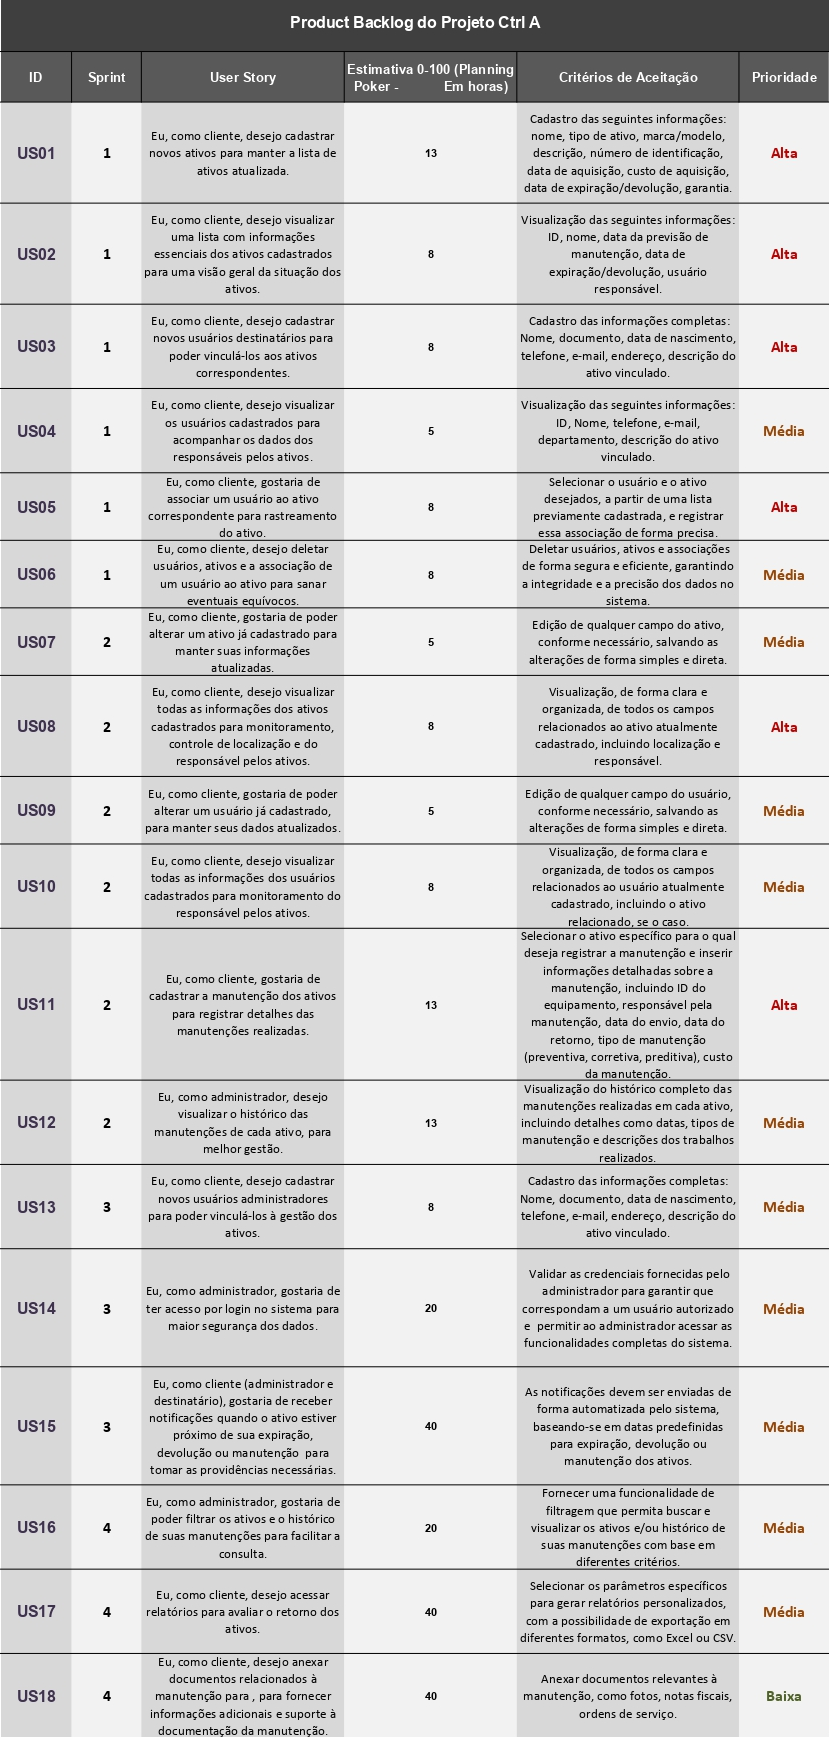 Product Backlog do Projeto Ctrl A
ID
Sprint
User Story
Estimativa 0-100 (Planning
Poker - Em horas)
Critérios de Aceitação
Prioridade
US01
1
Eu, como cliente, desejo cadastrar
novos ativos para manter a lista de
ativos atualizada.
13
Cadastro das seguintes informações:
nome, tipo de ativo, marca/modelo,
descrição, número de identificação,
data de aquisição, custo de aquisição,
data de expiração/devolução, garantia.
Alta
US02
1
Eu, como cliente, desejo visualizar
uma lista com informações
essenciais dos ativos cadastrados
para uma visão geral da situação dos
ativos.
8
Visualização das seguintes informações:
ID, nome, data da previsão de
manutenção, data de
expiração/devolução, usuário
responsável.
Alta
US03
1
Eu, como cliente, desejo cadastrar
novos usuários destinatários para
poder vinculá-los aos ativos
correspondentes.
8
Cadastro das informações completas:
Nome, documento, data de nascimento,
telefone, e-mail, endereço, descrição do
ativo vinculado.
Alta
US04
1
Eu, como cliente, desejo visualizar
os usuários cadastrados para
acompanhar os dados dos
responsáveis pelos ativos.
5
Visualização das seguintes informações:
ID, Nome, telefone, e-mail,
departamento, descrição do ativo
vinculado.
Média
US05
1
Eu, como cliente, gostaria de
associar um usuário ao ativo
correspondente para rastreamento
do ativo.
8
Selecionar o usuário e o ativo
desejados, a partir de uma lista
previamente cadastrada, e registrar
essa associação de forma precisa.
Alta
US06
1
Eu, como cliente, desejo deletar
usuários, ativos e a associação de
um usuário ao ativo para sanar
eventuais equívocos.
8
Deletar usuários, ativos e associações
de forma segura e eficiente, garantindo
a integridade e a precisão dos dados no
sistema.
Média
US07
2
Eu, como cliente, gostaria de poder
alterar um ativo já cadastrado para
manter suas informações
atualizadas.
5
Edição de qualquer campo do ativo,
conforme necessário, salvando as
alterações de forma simples e direta.
Média
US08
2
Eu, como cliente, desejo visualizar
todas as informações dos ativos
cadastrados para monitoramento,
controle de localização e do
responsável pelos ativos.
8
Visualização, de forma clara e
organizada, de todos os campos
relacionados ao ativo atualmente
cadastrado, incluindo localização e
responsável.
Alta
US09
2
Eu, como cliente, gostaria de poder
alterar um usuário já cadastrado,
para manter seus dados atualizados.
5
Edição de qualquer campo do usuário,
conforme necessário, salvando as
alterações de forma simples e direta.
Média
US10
2
Eu, como cliente, desejo visualizar
todas as informações dos usuários
cadastrados para monitoramento do
responsável pelos ativos.
8
Visualização, de forma clara e
organizada, de todos os campos
relacionados ao usuário atualmente
cadastrado, incluindo o ativo
relacionado, se o caso.
Média
US11
2
Eu, como cliente, gostaria de
cadastrar a manutenção dos ativos
para registrar detalhes das
manutenções realizadas.
13
Selecionar o ativo específico para o qual
deseja registrar a manutenção e inserir
informações detalhadas sobre a
manutenção, incluindo ID do
equipamento, responsável pela
manutenção, data do envio, data do
retorno, tipo de manutenção
(preventiva, corretiva, preditiva), custo
da manutenção.
Alta
US12
2
Eu, como administrador, desejo
visualizar o histórico das
manutenções de cada ativo, para
melhor gestão.
13
Visualização do histórico completo das
manutenções realizadas em cada ativo,
incluindo detalhes como datas, tipos de
manutenção e descrições dos trabalhos
realizados.
Média
US13
3
Eu, como cliente, desejo cadastrar
novos usuários administradores
para poder vinculá-los à gestão dos
ativos.
8
Cadastro das informações completas:
Nome, documento, data de nascimento,
telefone, e-mail, endereço, descrição do
ativo vinculado.
Média
US14
3
Eu, como administrador, gostaria de
ter acesso por login no sistema para
maior segurança dos dados.
20
Validar as credenciais fornecidas pelo
administrador para garantir que
correspondam a um usuário autorizado
e permitir ao administrador acessar as
funcionalidades completas do sistema.
Média
US15
3
Eu, como cliente (administrador e
destinatário), gostaria de receber
notificações quando o ativo estiver
próximo de sua expiração,
devolução ou manutenção para
tomar as providências necessárias.
40
As notificações devem ser enviadas de
forma automatizada pelo sistema,
baseando-se em datas predefinidas
para expiração, devolução ou
manutenção dos ativos.
Média
US16
4
Eu, como administrador, gostaria de
poder filtrar os ativos e o histórico
de suas manutenções para facilitar a
consulta.
20
Fornecer uma funcionalidade de
filtragem que permita buscar e
visualizar os ativos e/ou histórico de
suas manutenções com base em
diferentes critérios.
Média
US17
4
Eu, como cliente, desejo acessar
relatórios para avaliar o retorno dos
ativos.
40
Selecionar os parâmetros específicos
para gerar relatórios personalizados,
com a possibilidade de exportação em
diferentes formatos, como Excel ou CSV.
Média
US18
4
Eu, como cliente, desejo anexar
documentos relacionados à
manutenção para , para fornecer
informações adicionais e suporte à
documentação da manutenção.
40
Anexar documentos relevantes à
manutenção, como fotos, notas fiscais,
ordens de serviço.
Baixa